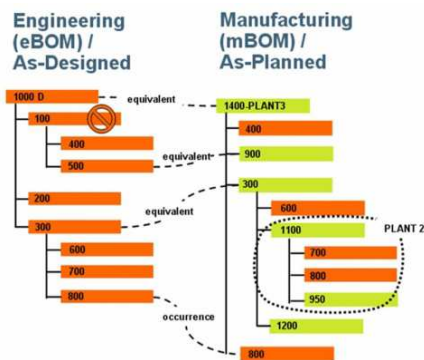 Engineering
(eBOM) /
As-Designed
Manufacturing
(mBOM) /
As-Planned
1000 D
100
400
500
200
300
600
700
800
equivalent
equivalent
equivalent
occurrence
1400-PLANT3
400
900
300
600
1100
PLANT 2
700
800
950
1200
800